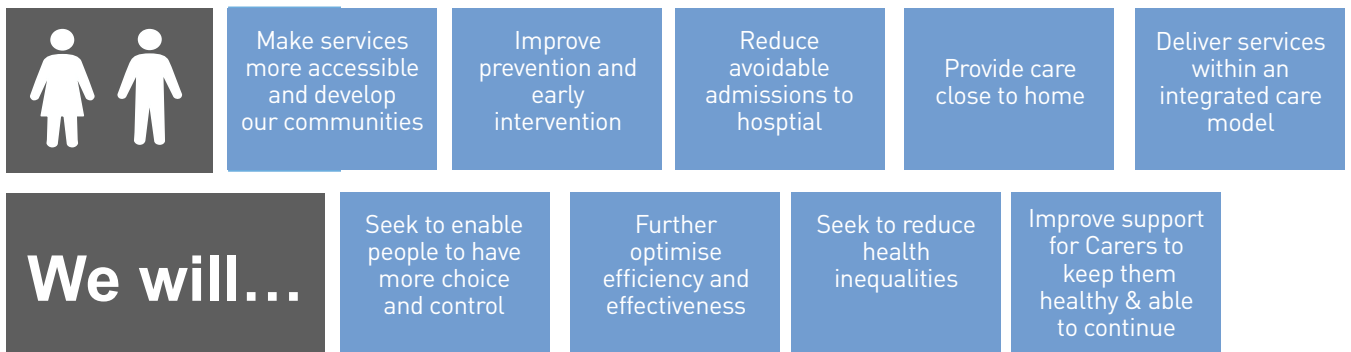 Make services
more accessible
and develop
our communities
Improve
prevention and
early
intervention
Reduce
avoidable
admissions to
hosptial
Provide care
close to home
Deliver services
within an
integrated care
model
We will...
Seek to enable
people to have
more choice
and control
Further
optimise
efficiency and
effectiveness
Seek to reduce
health
inequalities
Improve support
for Carers to
keep them
healthy & able
to continue